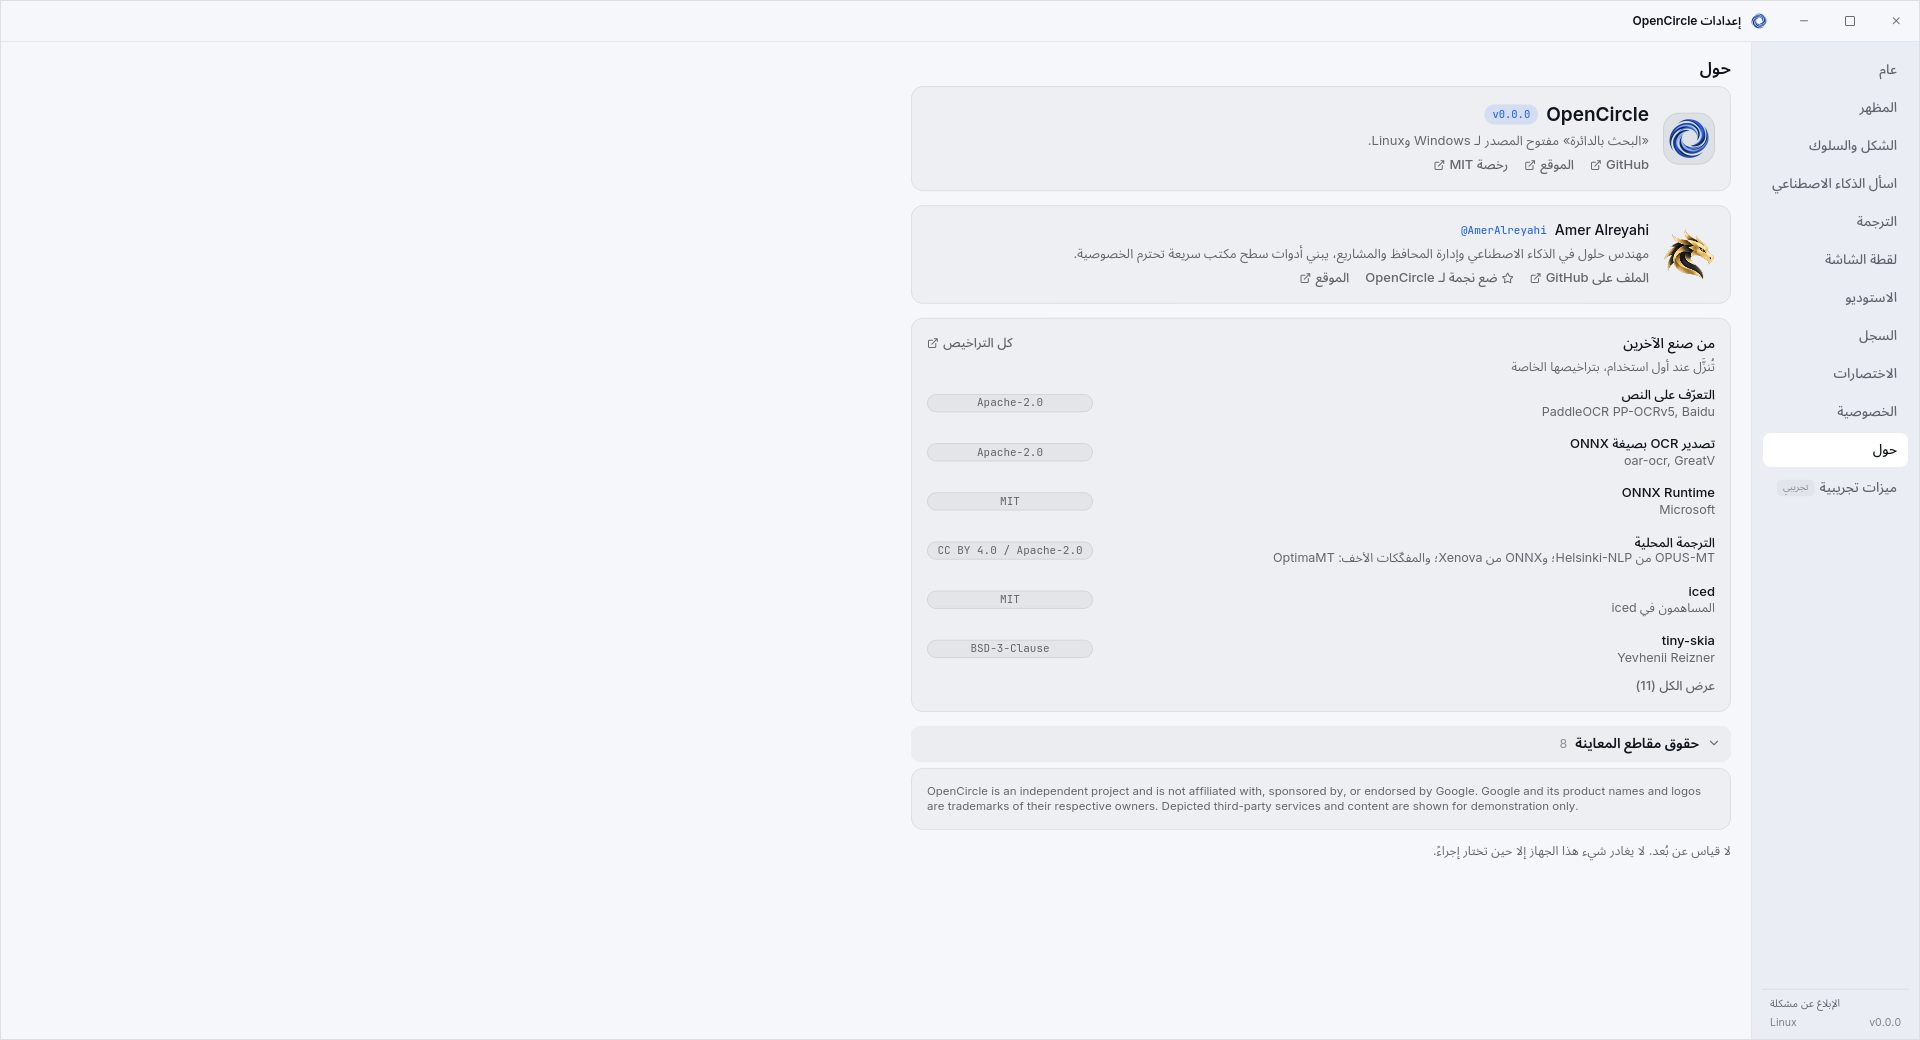 إعدادات OpenCircle
عام
المظهر
الشكل والسلوك
اسأل الذكاء الاصطناعي
الترجمة
لقطة الشاشة
الاستوديو
السجل
الاختصارات
الخصوصية
حول
ميزات تجريبية تجريبي
الإبلاغ عن مشكلة
v0.0.0 Linux
حول
OpenCircle v0.0.0
«البحث بالدائرة» مفتوح المصدر لـ Windows وLinux.
GitHub الموقع رخصة MIT
Amer Alreyahi @AmerAlreyahi
مهندس حلول في الذكاء الاصطناعي وإدارة المحافظ والمشاريع، يبني أدوات سطح مكتب سريعة تحترم الخصوصية.
الملف على GitHub ضع نجمة لـ OpenCircle الموقع
من صنع الآخرين كل التراخيص
تُنزَّل عند أول استخدام، بتراخيصها الخاصة
التعرّف على النص
PaddleOCR PP-OCRv5, Baidu
Apache-2.0
تصدير OCR بصيغة ONNX
oar-ocr, GreatV
Apache-2.0
ONNX Runtime
Microsoft
MIT
الترجمة المحلية
OPUS-MT من Helsinki-NLP؛ وONNX من Xenova؛ والمفكّكات الأخف: OptimaMT
CC BY 4.0 / Apache-2.0
iced
المساهمون في iced
MIT
tiny-skia
Yevhenii Reizner
BSD-3-Clause
عرض الكل (11)
حقوق مقاطع المعاينة 8
OpenCircle is an independent project and is not affiliated with, sponsored by, or endorsed by Google. Google and its product names and logos
are trademarks of their respective owners. Depicted third-party services and content are shown for demonstration only.
لا قياس عن بُعد. لا يغادر شيء هذا الجهاز إلا حين تختار إجراءً.